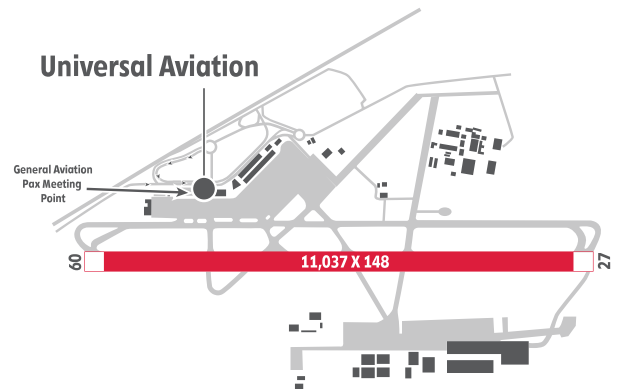 Universal Aviation
General Aviation
Pax Meeting
Point
09
11,037 X 148
27